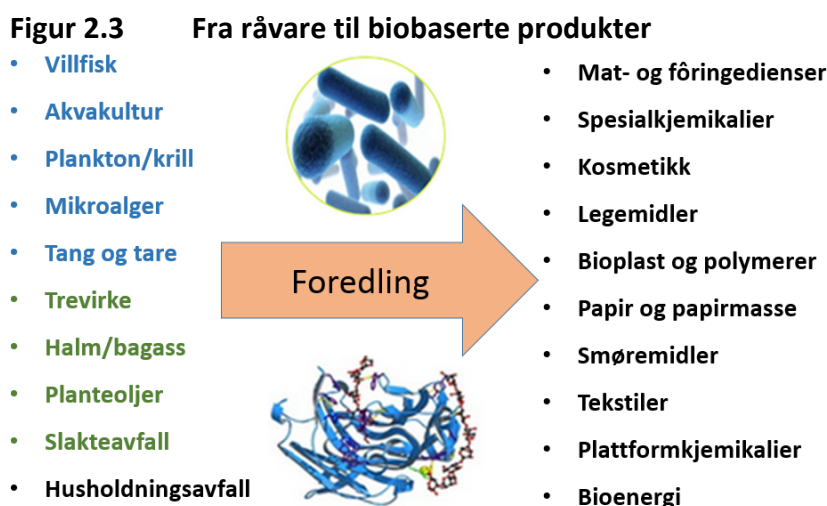 Figur 2.3 Fra råvare til biobaserte produkter
• Villfisk
• Akvakultur
• Plankton/krill
• Mikroalger
• Tang og tare
• Trevirke
• Halm/bagass
• Planteoljer
• Slakteavfall
• Husholdningsavfall
Foredling
• Mat- og fôringedienser
• Spesialkjemikalier
• Kosmetikk
• Legemidler
• Bioplast og polymerer
• Papir og papirmasse
• Smøremidler
• Tekstiler
• Plattformkjemikalier
• Bioenergi